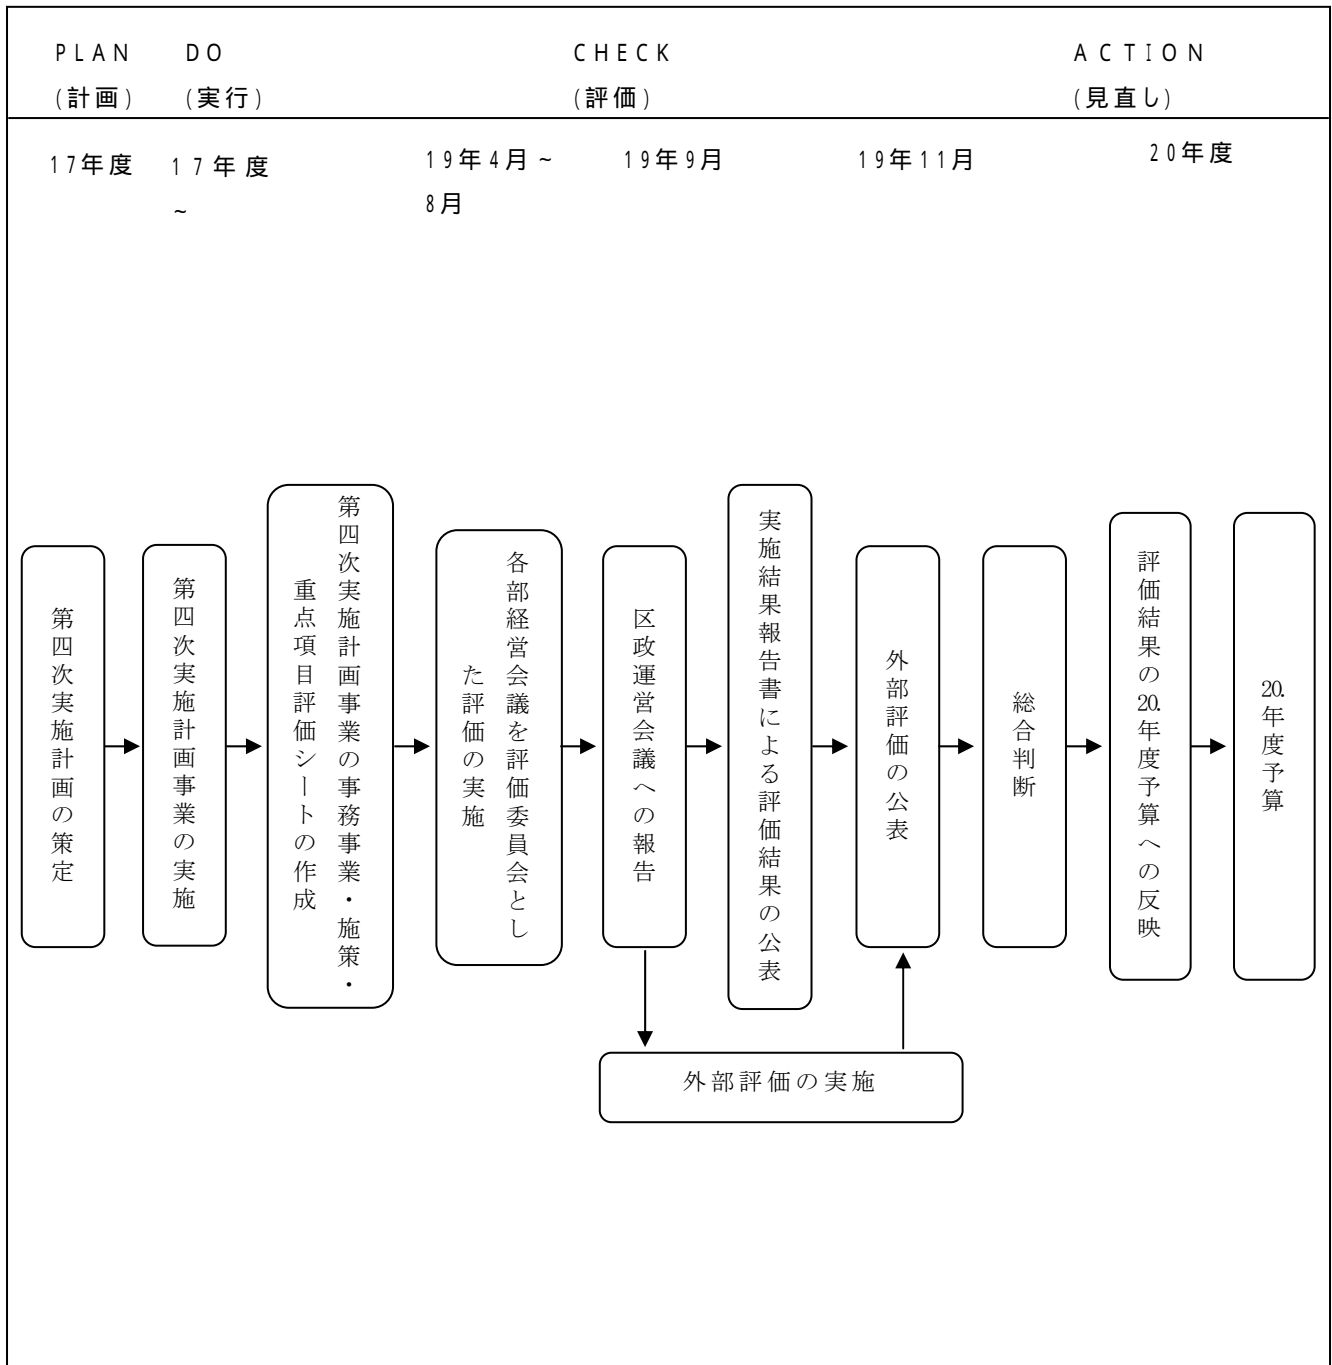 PLAN DO CHECK ACTION
(計画) (実行) (評価) (見直し)
17年度 17年度 19年4月~ 19年9月 19年11月 20年度
~ 8月
第四次実施計画の策定
第四次実施計画事業の実施
第四次実施計画事業の事務事業・施策・
重点項目評価シートの作成
各部経営会議を評価委員会とし
た評価の実施
区政運営会議への報告
実施結果報告書による評価結果の公表
外部評価の公表
総合判断
評価結果の20.年度予算への反映
20.年度予算
外部評価の実施